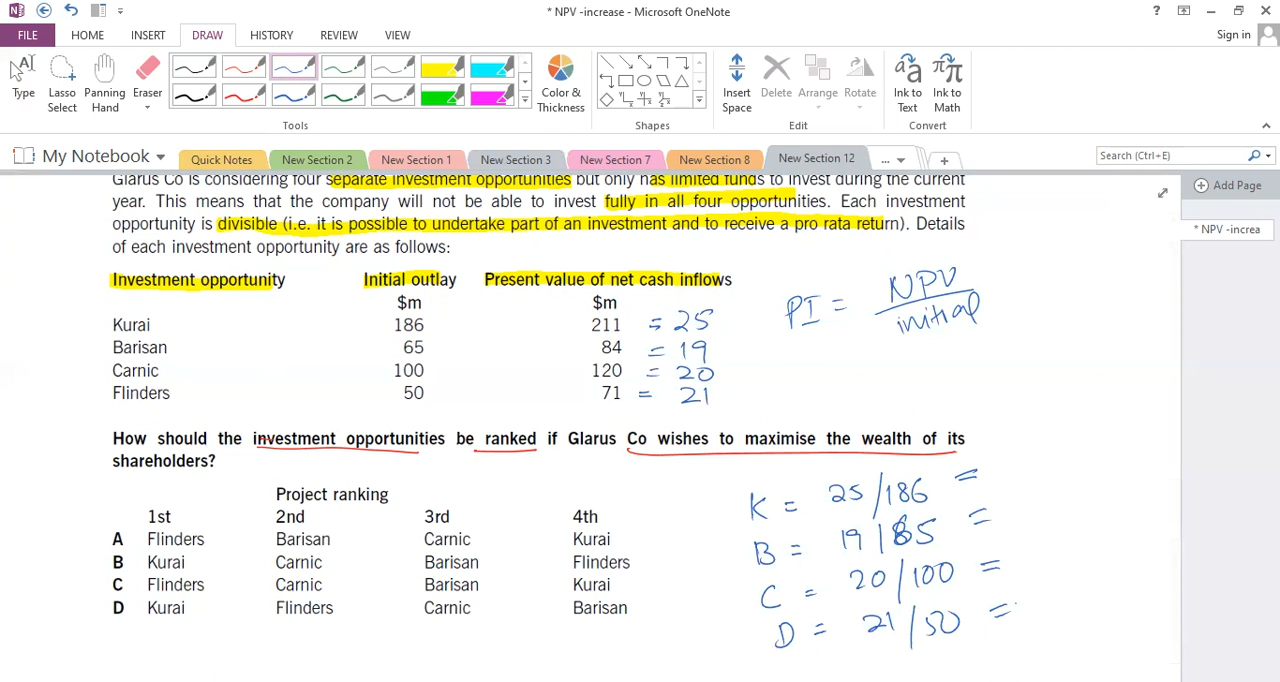 * NPV -increase - Microsoft OneNote
?
FILE HOME INSERT DRAW HISTORY REVIEW VIEW
Sign in
Type
Lasso Select
Panning Hand
Eraser
Color & Thickness
Insert Space
Delete
Arrange
Rotate
Ink to Text
Ink to Math
Tools
Shapes
Edit
Convert
My Notebook
Quick Notes
New Section 2
New Section 1
New Section 3
New Section 7
New Section 8
New Section 12
...
Search (Ctrl+E)
Add Page
* NPV -increa
Glarus Co is considering four separate investment opportunities but only has limited funds to invest during the current
year. This means that the company will not be able to invest fully in all four opportunities. Each investment
opportunity is divisible (i.e. it is possible to undertake part of an investment and to receive a pro rata return). Details
of each investment opportunity are as follows:
Investment opportunity Initial outlay Present value of net cash inflows
$m $m
Kurai 186 211 = 25
Barisan 65 84 = 19
Carnic 100 120 = 20
Flinders 50 71 = 21
PI = NPV / initial
How should the investment opportunities be ranked if Glarus Co wishes to maximise the wealth of its
shareholders?
Project ranking
1st 2nd 3rd 4th
A Flinders Barisan Carnic Kurai
B Kurai Carnic Barisan Flinders
C Flinders Carnic Barisan Kurai
D Kurai Flinders Carnic Barisan
K = 25/186 =
B = 19/65 =
C = 20/100 =
D = 21/50 =